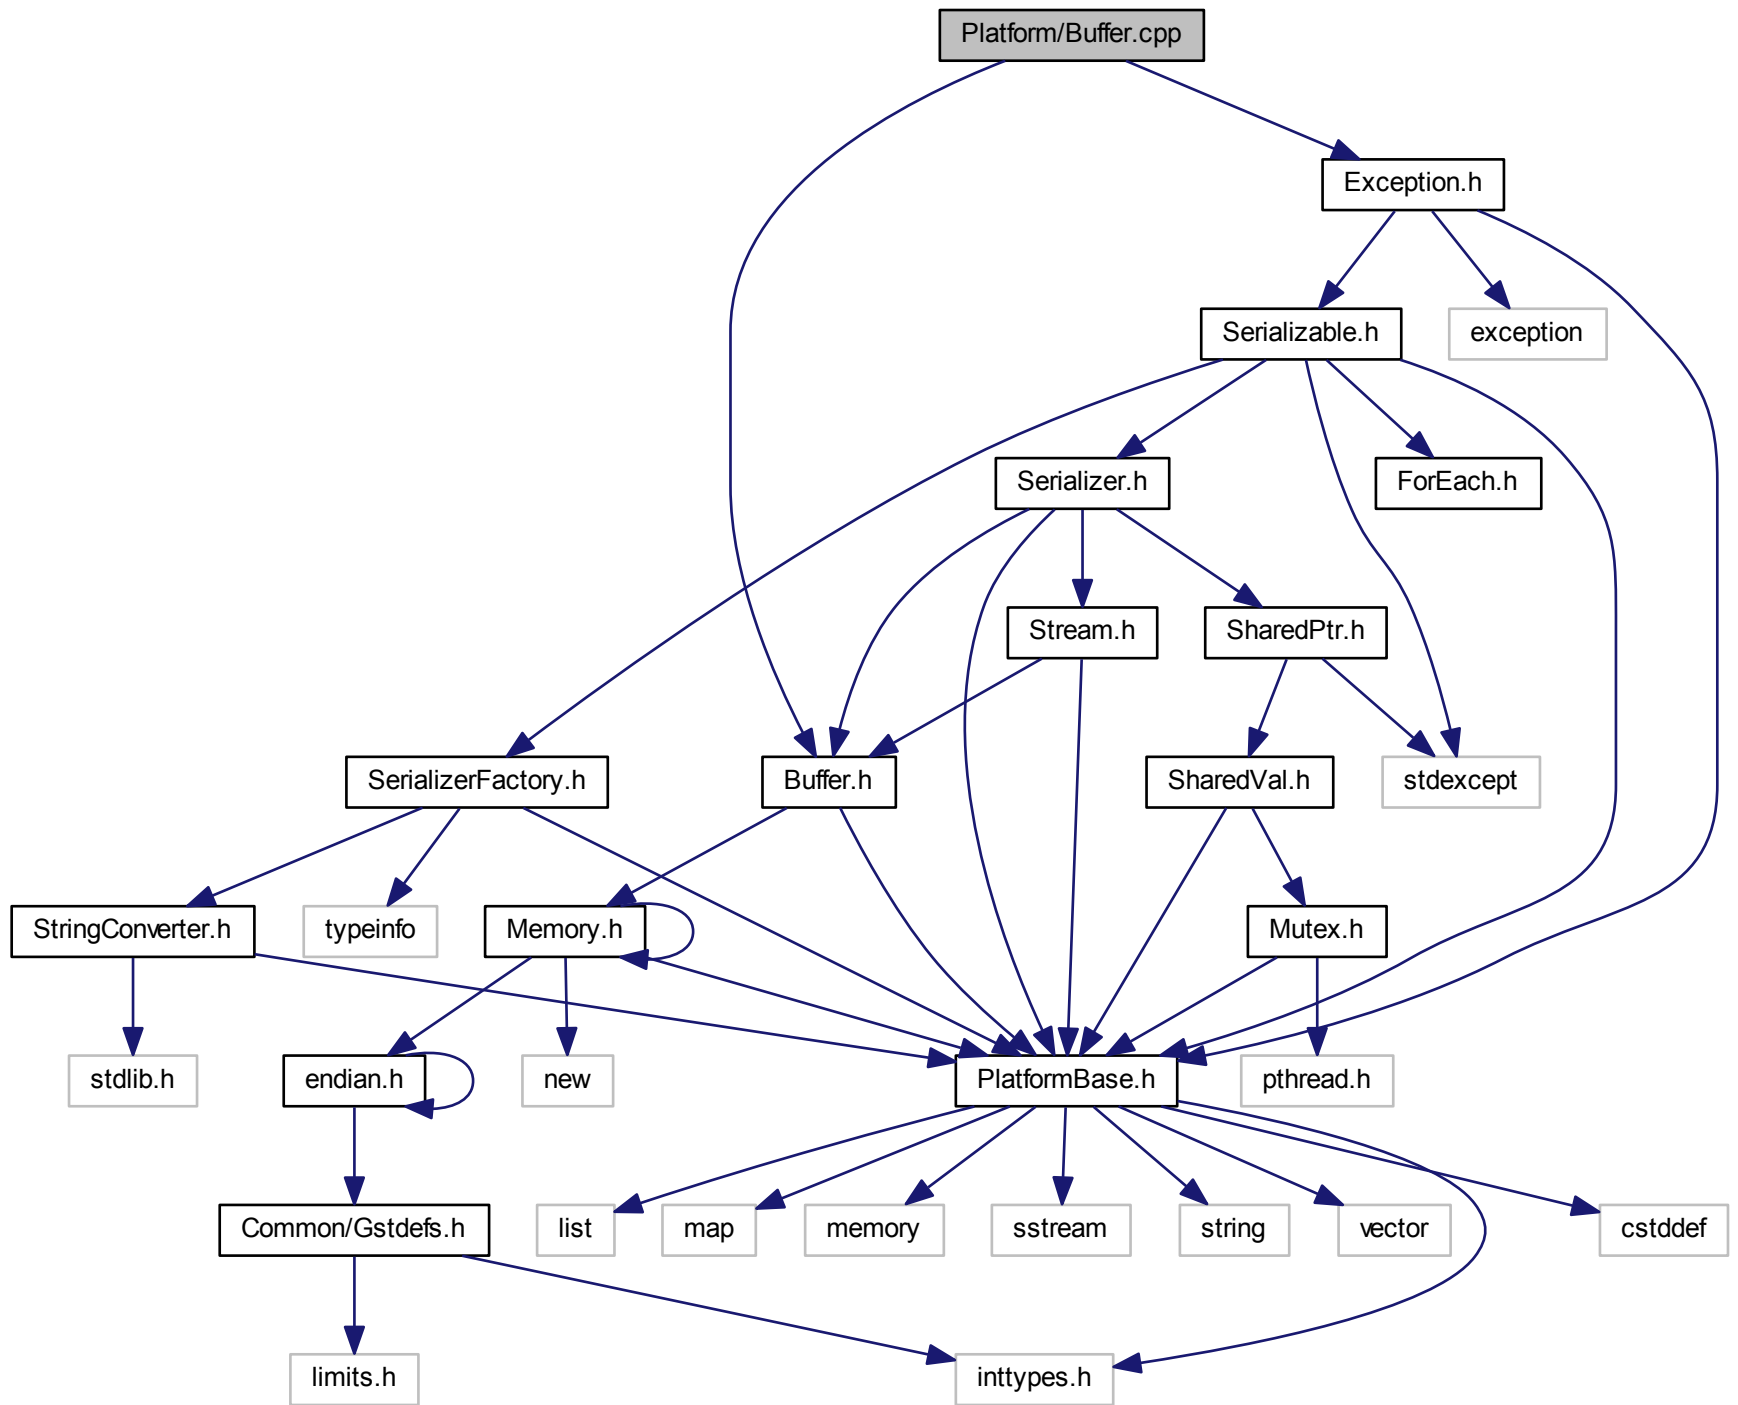 Platform/Buffer.cpp
Exception.h
Serializable.h
exception
Serializer.h
ForEach.h
Stream.h
SharedPtr.h
SerializerFactory.h
Buffer.h
SharedVal.h
stdexcept
StringConverter.h
typeinfo
Memory.h
Mutex.h
stdlib.h
endian.h
new
PlatformBase.h
pthread.h
Common/Gstdefs.h
list
map
memory
sstream
string
vector
cstddef
limits.h
inttypes.h